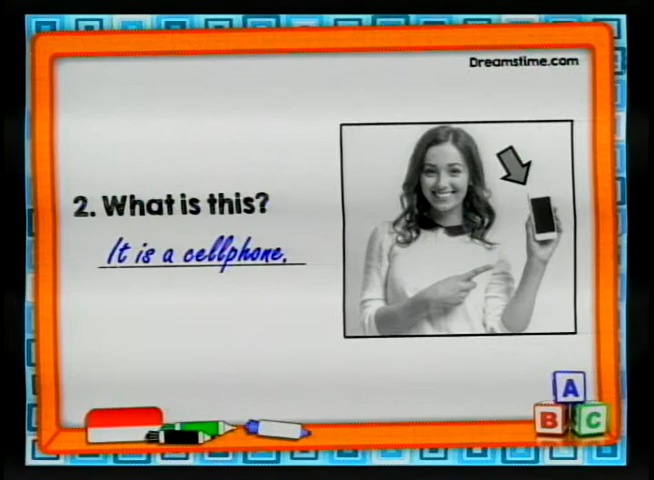 Dreamstime.com
2. What is this?
It is a cellphone.
A
B C